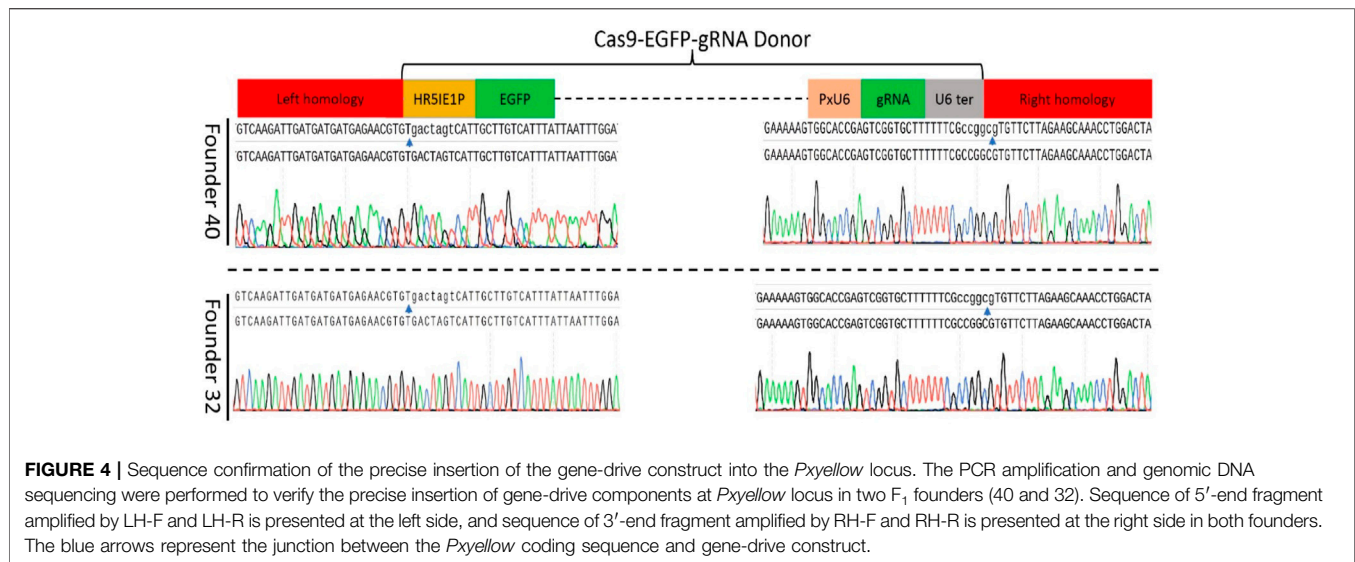 Cas9-EGFP-gRNA Donor
Left homology HR5IE1P EGFP PxU6 gRNA U6 ter Right homology
Founder 40
GTCAAGATTGATGATGATGAGAACGTGTgactagtCATTGCTTGTCATTTATTAATTTGGA
GTCAAGATTGATGATGATGAGAACGTGTGACTAGTCATTGCTTGTCATTTATTAATTTGGA
GAAAAAGTGGCACCGAGTCGGTGCTTTTTTCGccggcgTGTTCTTAGAAGCAAACCTGGACTA
GAAAAAGTGGCACCGAGTCGGTGCTTTTTTCGCCGGCGTGTTCTTAGAAGCAAACCTGGACTA
Founder 32
GTCAAGATTGATGATGATGAGAACGTGTgactagtCATTGCTTGTCATTTATTAATTTGGA
GTCAAGATTGATGATGATGAGAACGTGTGACTAGTCATTGCTTGTCATTTATTAATTTGGA
GAAAAAGTGGCACCGAGTCGGTGCTTTTTTCGccggcgTGTTCTTAGAAGCAAACCTGGACTA
GAAAAAGTGGCACCGAGTCGGTGCTTTTTTCGCCGGCGTGTTCTTAGAAGCAAACCTGGACTA
FIGURE 4 | Sequence confirmation of the precise insertion of the gene-drive construct into the Pxyellow locus. The PCR amplification and genomic DNA
sequencing were performed to verify the precise insertion of gene-drive components at Pxyellow locus in two F₁ founders (40 and 32). Sequence of 5′-end fragment
amplified by LH-F and LH-R is presented at the left side, and sequence of 3′-end fragment amplified by RH-F and RH-R is presented at the right side in both founders.
The blue arrows represent the junction between the Pxyellow coding sequence and gene-drive construct.